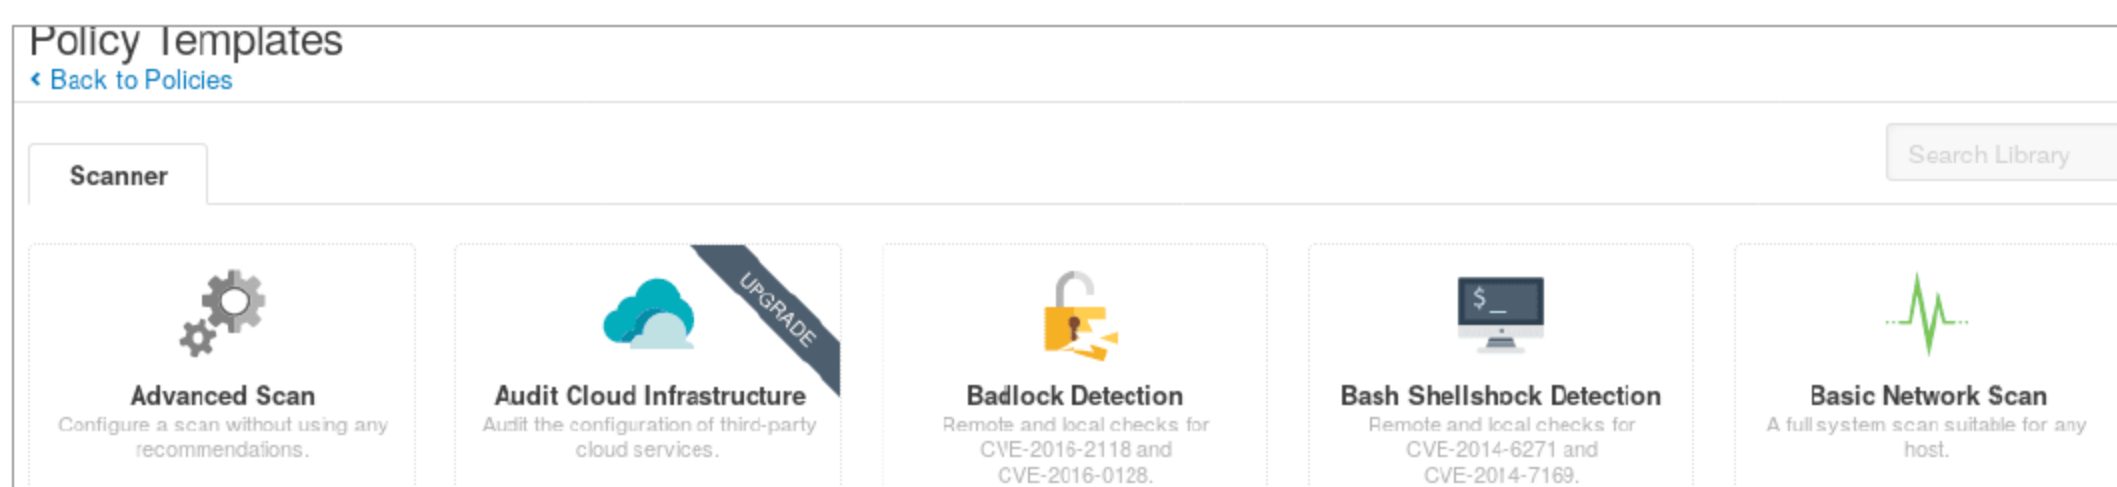 Policy Templates
Back to Policies
Scanner
Search Library
UPGRADE
Advanced Scan
Configure a scan without using any
recommendations.
Audit Cloud Infrastructure
Audit the configuration of third-party
cloud services.
Badlock Detection
Remote and local checks for
CVE-2016-2118 and
CVE-2016-0128.
$_
Bash Shellshock Detection
Remote and local checks for
CVE-2014-6271 and
CVE-2014-7169.
Basic Network Scan
A full system scan suitable for any
host.